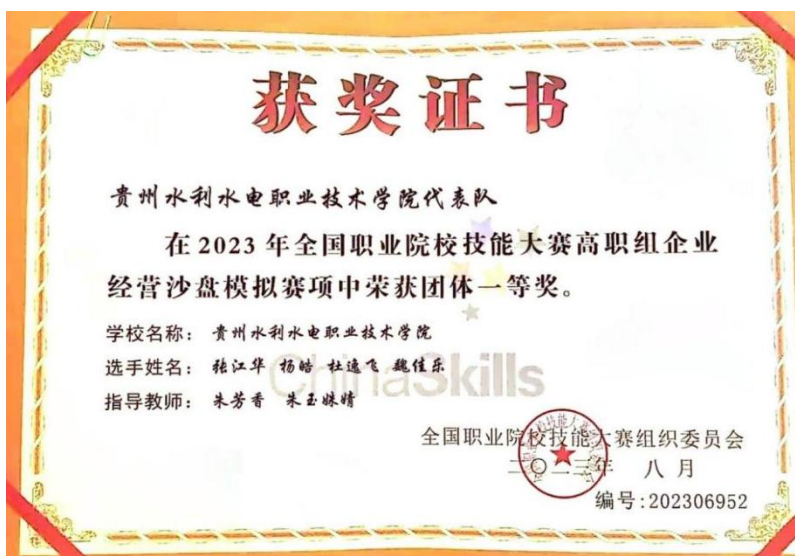 获奖证书
贵州水利水电职业技术学院代表队
在2023年全国职业院校技能大赛高职组企业
经营沙盘模拟赛项中荣获团体一等奖。
学校名称：贵州水利水电职业技术学院
选手姓名：张江华 杨皓 杜逸飞 魏佳乐
指导教师：朱芳香 朱玉姝婧
ChinaSkills
全国职业院校技能大赛组织委员会
二〇二三年 八月
编号:202306952